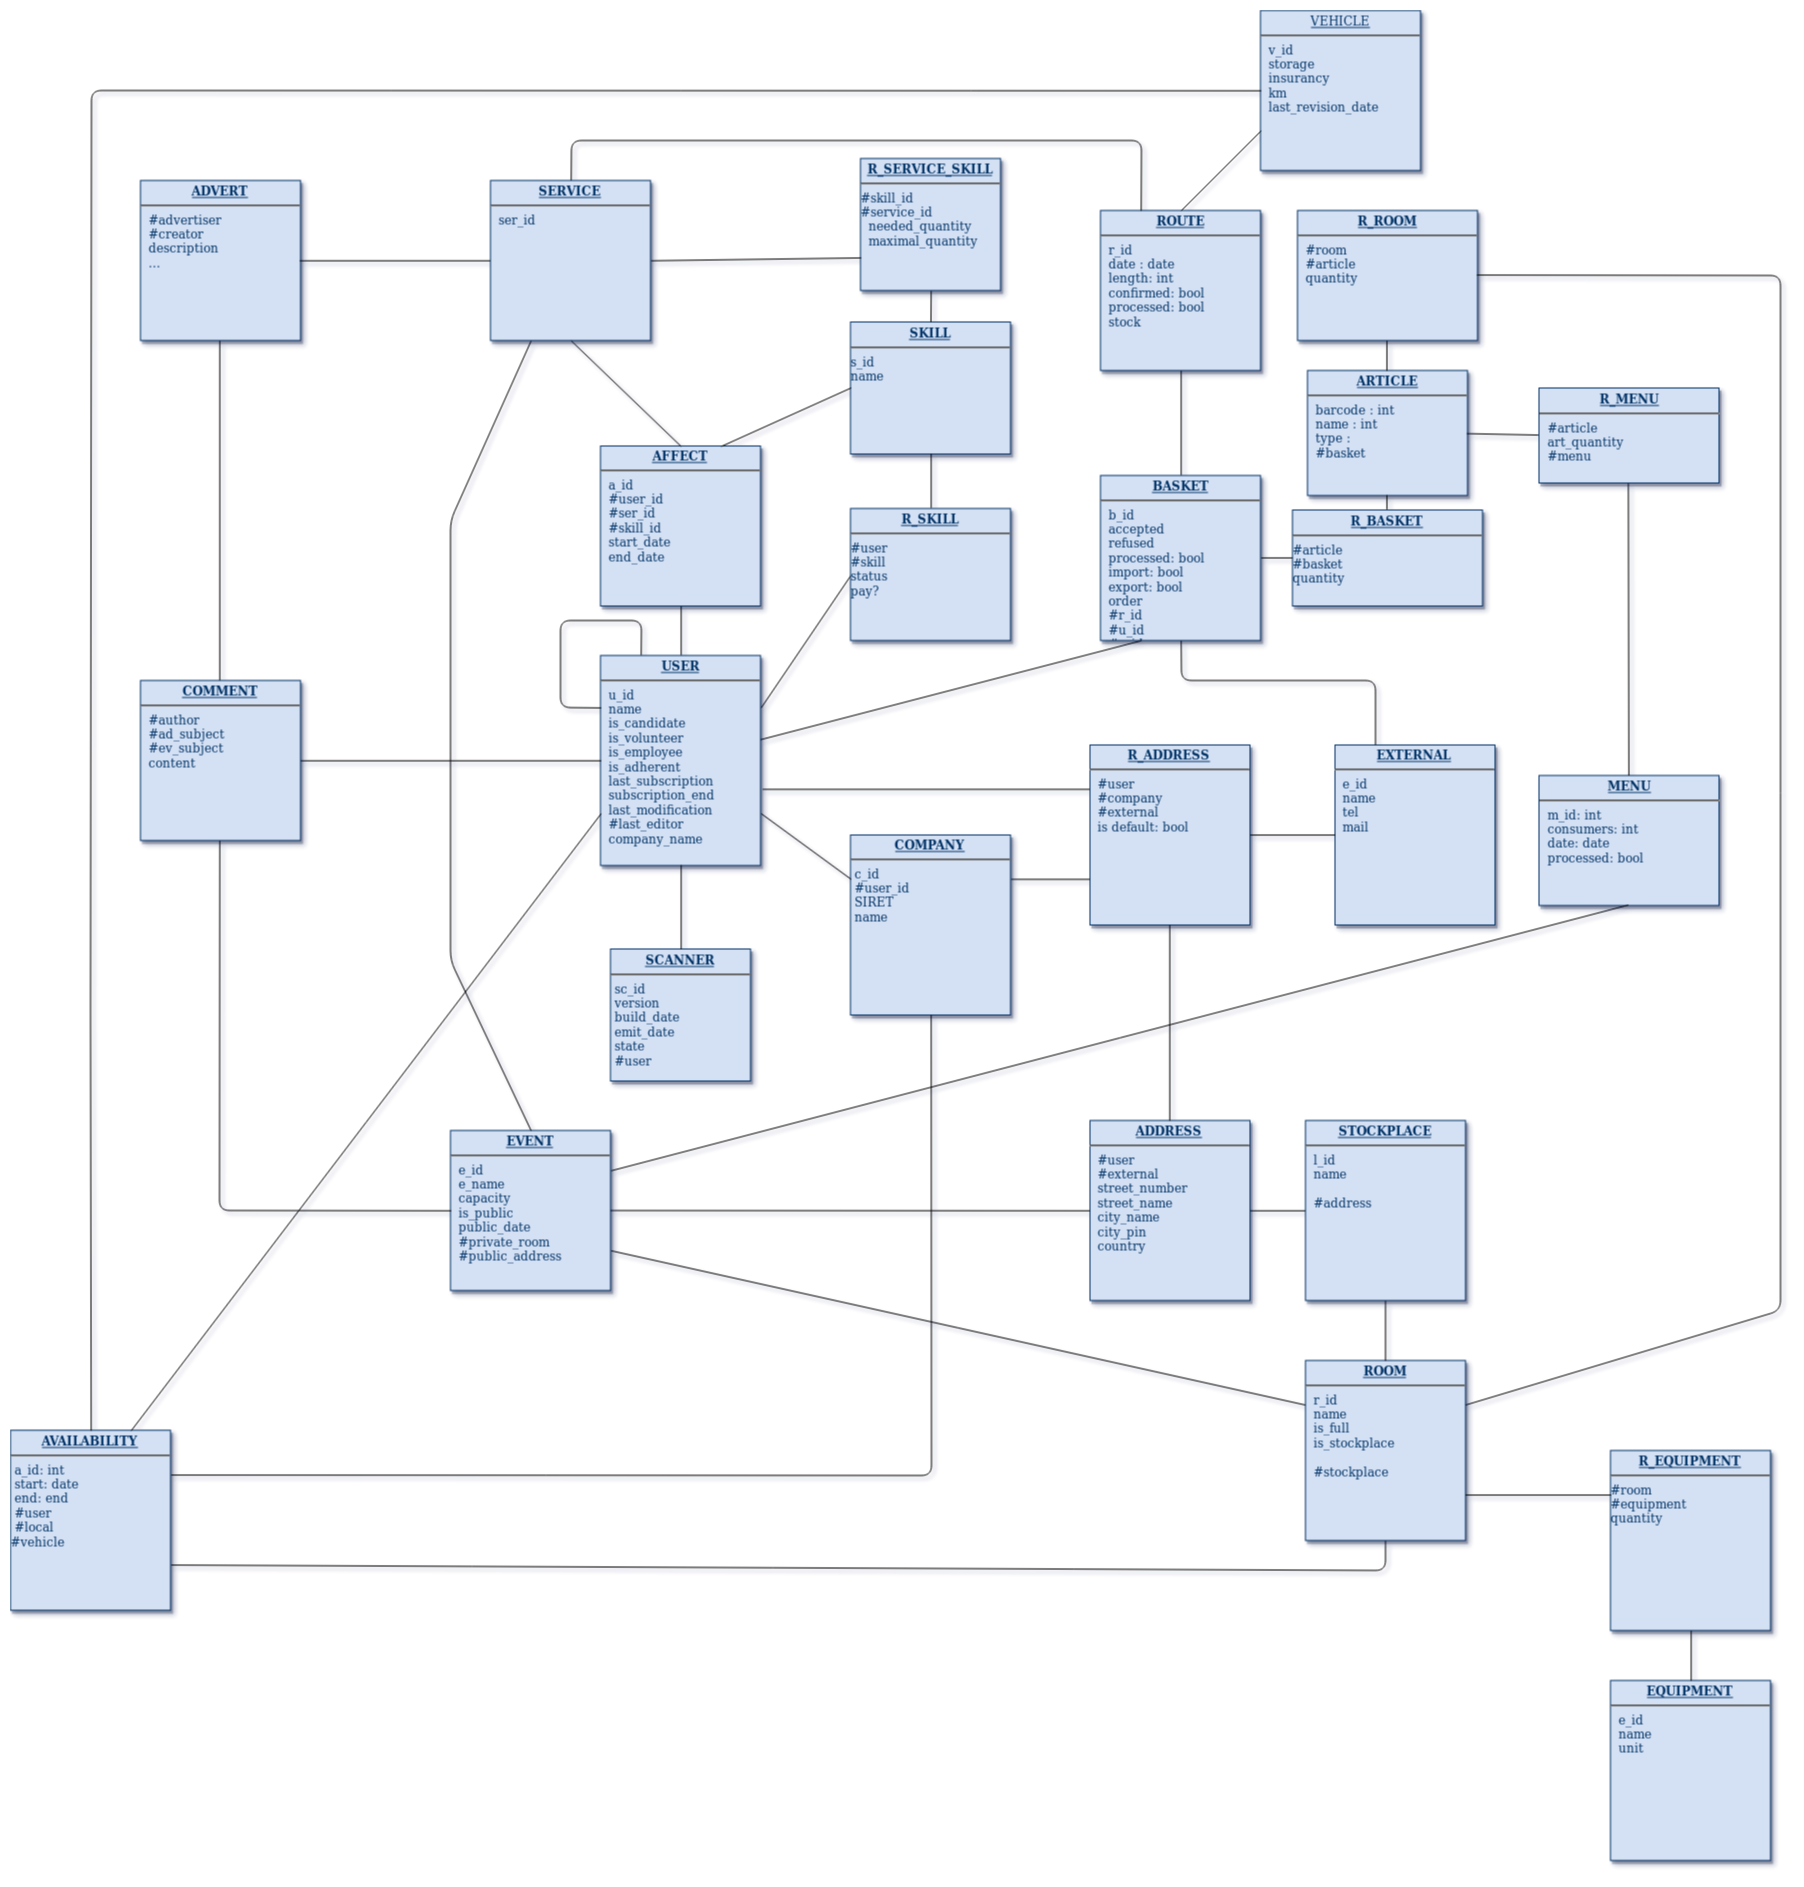 VEHICLE
v_id
storage
insurancy
km
last_revision_date
ADVERT
#advertiser
#creator
description
...
SERVICE
ser_id
R_SERVICE_SKILL
#skill_id
#service_id
needed_quantity
maximal_quantity
ROUTE
r_id
date : date
length: int
confirmed: bool
processed: bool
stock
R_ROOM
#room
#article
quantity
SKILL
s_id
name
ARTICLE
barcode : int
name : int
type :
#basket
R_MENU
#article
art_quantity
#menu
AFFECT
a_id
#user_id
#ser_id
#skill_id
start_date
end_date
R_SKILL
#user
#skill
status
pay?
BASKET
b_id
accepted
refused
processed: bool
import: bool
export: bool
order
#r_id
#u_id
R_BASKET
#article
#basket
quantity
COMMENT
#author
#ad_subject
#ev_subject
content
USER
u_id
name
is_candidate
is_volunteer
is_employee
is_adherent
last_subscription
subscription_end
last_modification
#last_editor
company_name
R_ADDRESS
#user
#company
#external
is default: bool
EXTERNAL
e_id
name
tel
mail
MENU
m_id: int
consumers: int
date: date
processed: bool
COMPANY
c_id
#user_id
SIRET
name
SCANNER
sc_id
version
build_date
emit_date
state
#user
EVENT
e_id
e_name
capacity
is_public
public_date
#private_room
#public_address
ADDRESS
#user
#external
street_number
street_name
city_name
city_pin
country
STOCKPLACE
l_id
name
#address
ROOM
r_id
name
is_full
is_stockplace
#stockplace
AVAILABILITY
a_id: int
start: date
end: end
#user
#local
#vehicle
R_EQUIPMENT
#room
#equipment
quantity
EQUIPMENT
e_id
name
unit